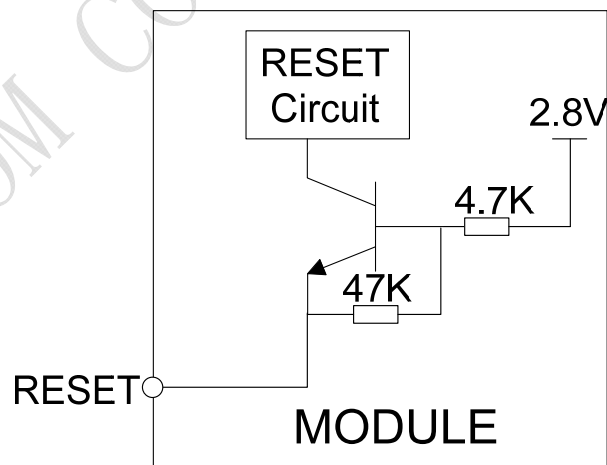 RESET
Circuit
2.8V
4.7K
47K
RESET
MODULE